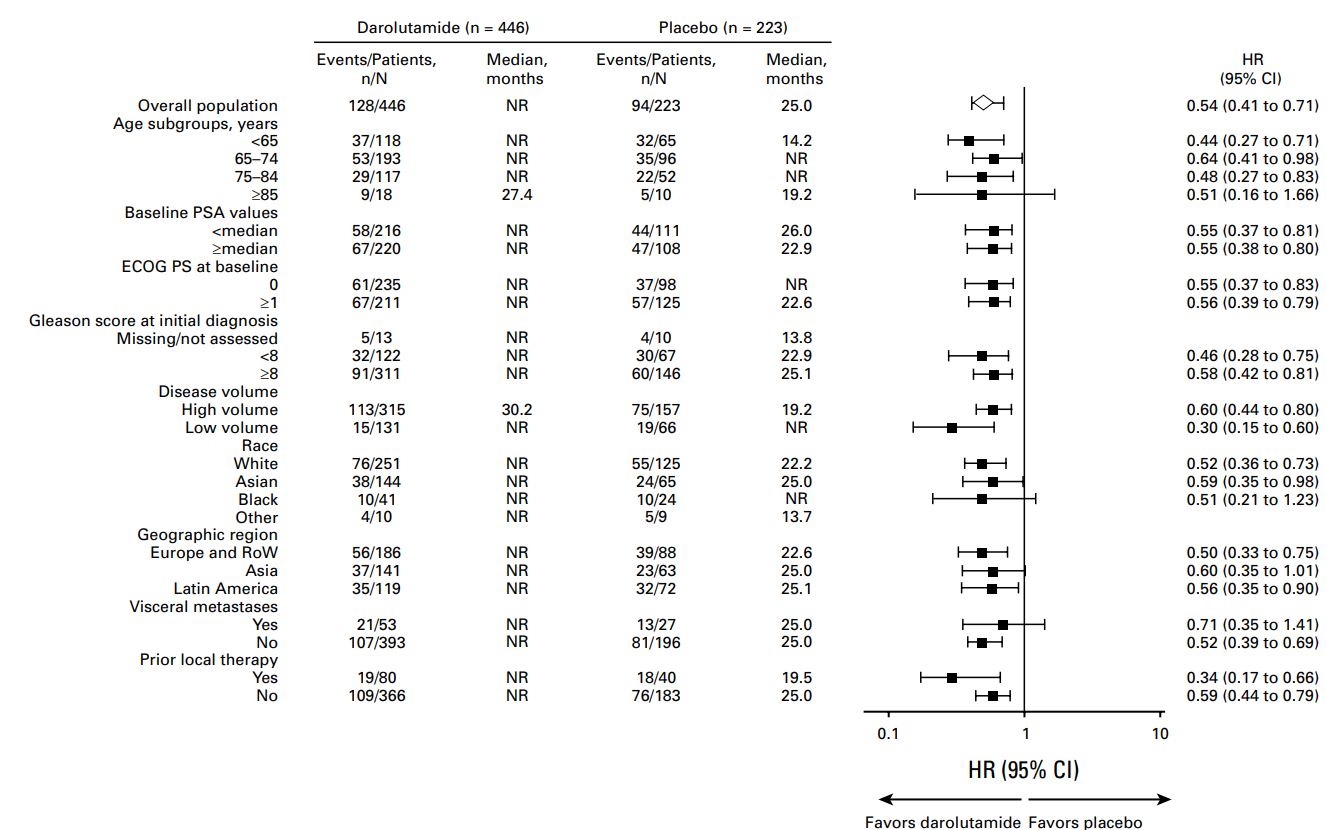 Darolutamide (n = 446) Placebo (n = 223)
Events/Patients, Median, Events/Patients, Median, HR
n/N months n/N months (95% CI)
Overall population 128/446 NR 94/223 25.0 0.54 (0.41 to 0.71)
Age subgroups, years
<65 37/118 NR 32/65 14.2 0.44 (0.27 to 0.71)
65–74 53/193 NR 35/96 NR 0.64 (0.41 to 0.98)
75–84 29/117 NR 22/52 NR 0.48 (0.27 to 0.83)
≥85 9/18 27.4 5/10 19.2 0.51 (0.16 to 1.66)
Baseline PSA values
<median 58/216 NR 44/111 26.0 0.55 (0.37 to 0.81)
≥median 67/220 NR 47/108 22.9 0.55 (0.38 to 0.80)
ECOG PS at baseline
0 61/235 NR 37/98 NR 0.55 (0.37 to 0.83)
≥1 67/211 NR 57/125 22.6 0.56 (0.39 to 0.79)
Gleason score at initial diagnosis
Missing/not assessed 5/13 NR 4/10 13.8
<8 32/122 NR 30/67 22.9 0.46 (0.28 to 0.75)
≥8 91/311 NR 60/146 25.1 0.58 (0.42 to 0.81)
Disease volume
High volume 113/315 30.2 75/157 19.2 0.60 (0.44 to 0.80)
Low volume 15/131 NR 19/66 NR 0.30 (0.15 to 0.60)
Race
White 76/251 NR 55/125 22.2 0.52 (0.36 to 0.73)
Asian 38/144 NR 24/65 25.0 0.59 (0.35 to 0.98)
Black 10/41 NR 10/24 NR 0.51 (0.21 to 1.23)
Other 4/10 NR 5/9 13.7
Geographic region
Europe and RoW 56/186 NR 39/88 22.6 0.50 (0.33 to 0.75)
Asia 37/141 NR 23/63 25.0 0.60 (0.35 to 1.01)
Latin America 35/119 NR 32/72 25.1 0.56 (0.35 to 0.90)
Visceral metastases
Yes 21/53 NR 13/27 25.0 0.71 (0.35 to 1.41)
No 107/393 NR 81/196 25.0 0.52 (0.39 to 0.69)
Prior local therapy
Yes 19/80 NR 18/40 19.5 0.34 (0.17 to 0.66)
No 109/366 NR 76/183 25.0 0.59 (0.44 to 0.79)
0.1 1 10
HR (95% CI)
Favors darolutamide Favors placebo